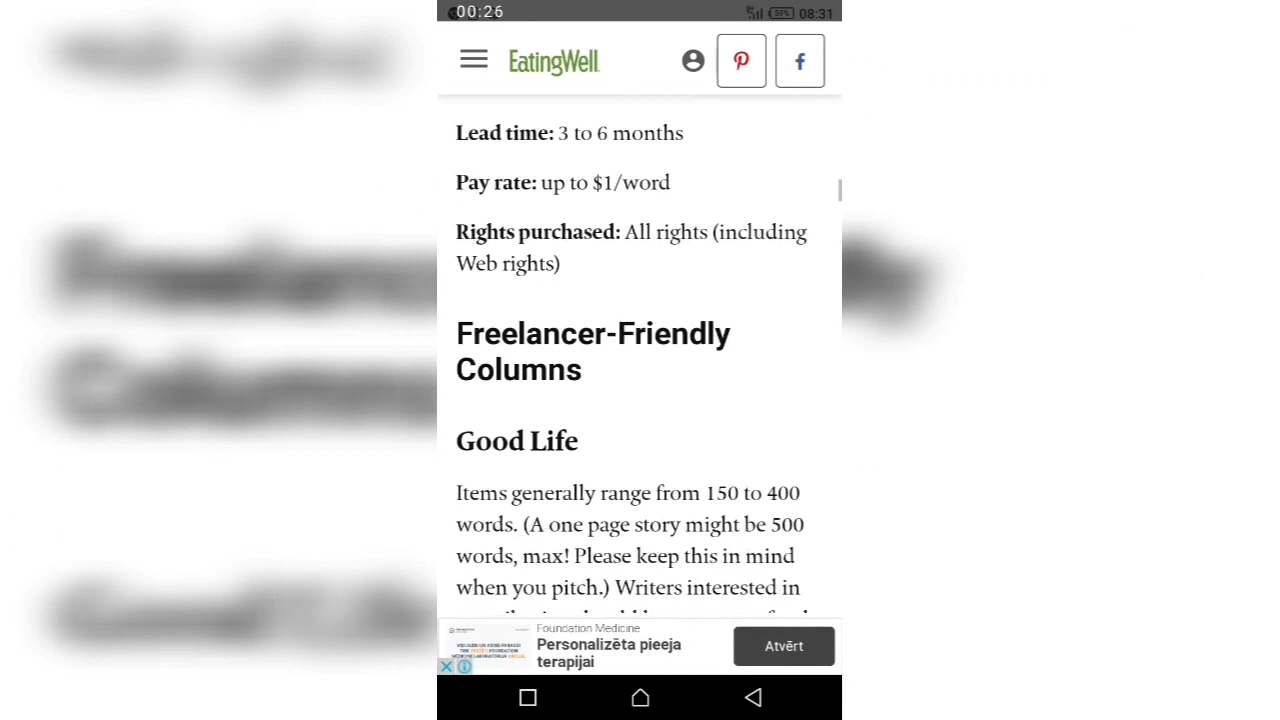 00:26
59%
08:31
EatingWell
Lead time: 3 to 6 months
Pay rate: up to $1/word
Rights purchased: All rights (including
Web rights)
Freelancer-Friendly
Columns
Good Life
Items generally range from 150 to 400
words. (A one page story might be 500
words, max! Please keep this in mind
when you pitch.) Writers interested in
Foundation Medicine
Personalizēta pieeja
terapijai
Atvērt